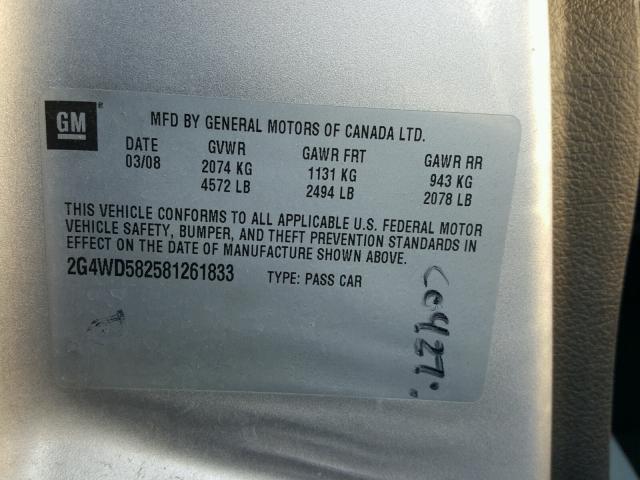 GM
MFD BY GENERAL MOTORS OF CANADA LTD.
DATE GVWR GAWR FRT GAWR RR
03/08 2074 KG 1131 KG 943 KG
4572 LB 2494 LB 2078 LB
THIS VEHICLE CONFORMS TO ALL APPLICABLE U.S. FEDERAL MOTOR
VEHICLE SAFETY, BUMPER, AND THEFT PREVENTION STANDARDS IN
EFFECT ON THE DATE OF MANUFACTURE SHOWN ABOVE.
2G4WD582581261833 TYPE: PASS CAR